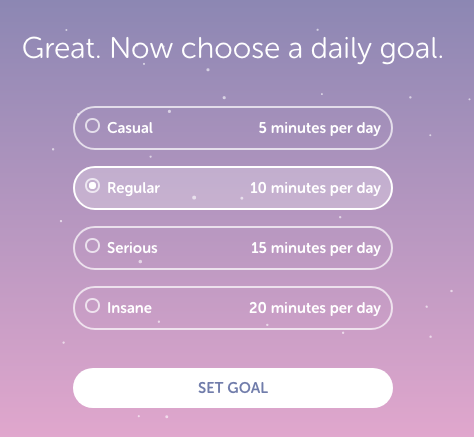 Great. Now choose a daily goal.
Casual 5 minutes per day
Regular 10 minutes per day
Serious 15 minutes per day
Insane 20 minutes per day
SET GOAL